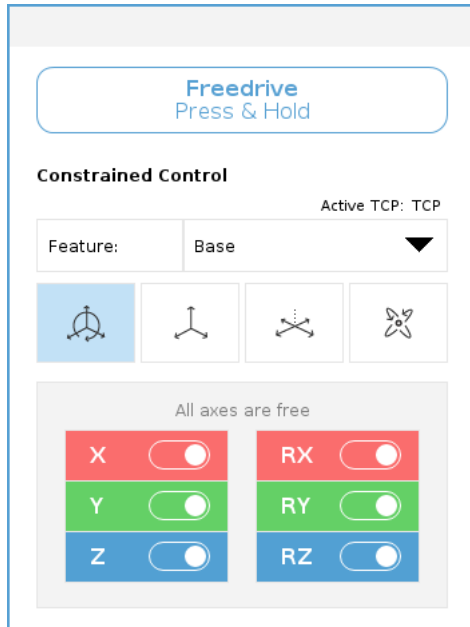 Freedrive
Press & Hold
Constrained Control
Active TCP: TCP
Feature: Base
All axes are free
X RX
Y RY
Z RZ